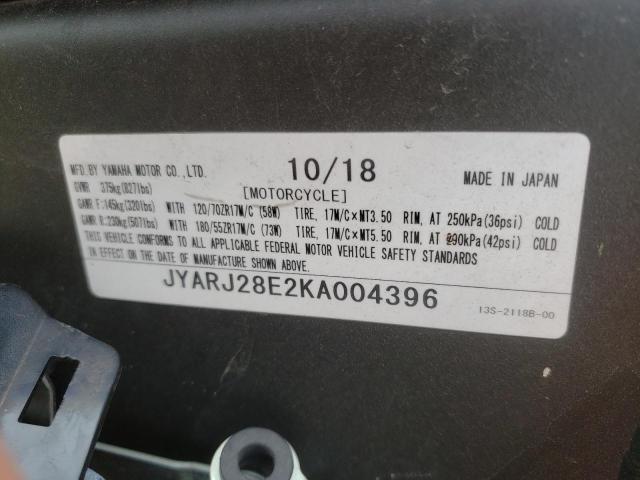 MFD.BY YAMAHA MOTOR CO.,LTD. 10/18 MADE IN JAPAN
GVWR 375kg(827lbs) [MOTORCYCLE]
GAWR F:145kg(320lbs) WITH 120/70ZR17M/C (58W) TIRE, 17M/C×MT3.50 RIM, AT 250kPa(36psi) COLD
GAWR R:230kg(507lbs) WITH 180/55ZR17M/C (73W) TIRE, 17M/C×MT5.50 RIM, AT 290kPa(42psi) COLD
THIS VEHICLE CONFORMS TO ALL APPLICABLE FEDERAL MOTOR VEHICLE SAFETY STANDARDS
IN EFFECT ON THE DATE OF MANUFACTURE SHOWN ABOVE.
JYARJ28E2KA004396 13S-2118B-00